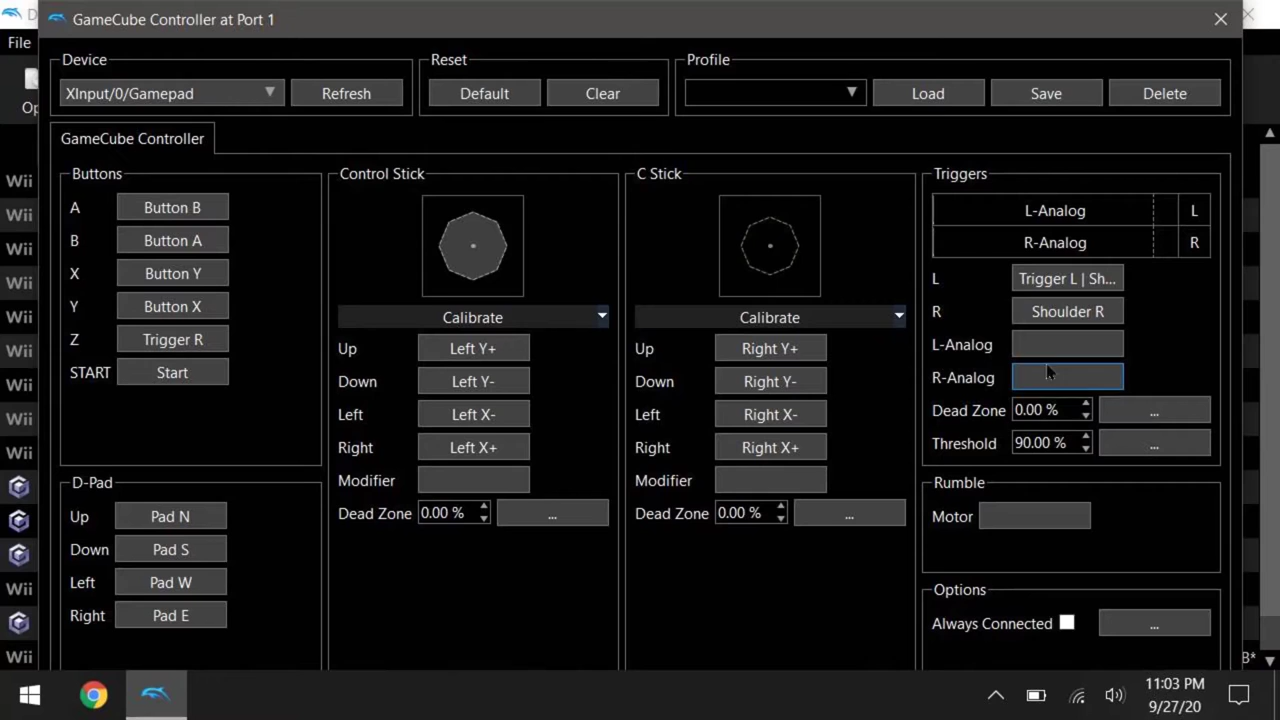 D
GameCube Controller at Port 1
File
Op
Device
XInput/0/Gamepad
Refresh
Reset
Default
Clear
Profile
Load
Save
Delete
GameCube Controller
Wii
Wii
Wii
Wii
Wii
Wii
Wii
Wii
Wii
Wii
Wii
Buttons
A Button B
B Button A
X Button Y
Y Button X
Z Trigger R
START Start
D-Pad
Up Pad N
Down Pad S
Left Pad W
Right Pad E
Control Stick
Calibrate
Up Left Y+
Down Left Y-
Left Left X-
Right Left X+
Modifier
Dead Zone 0.00 % ...
C Stick
Calibrate
Up Right Y+
Down Right Y-
Left Right X-
Right Right X+
Modifier
Dead Zone 0.00 % ...
Triggers
L-Analog L
R-Analog R
L Trigger L | Sh...
R Shoulder R
L-Analog
R-Analog
Dead Zone 0.00 % ...
Threshold 90.00 % ...
Rumble
Motor
Options
Always Connected ...
B*
11:03 PM
9/27/20